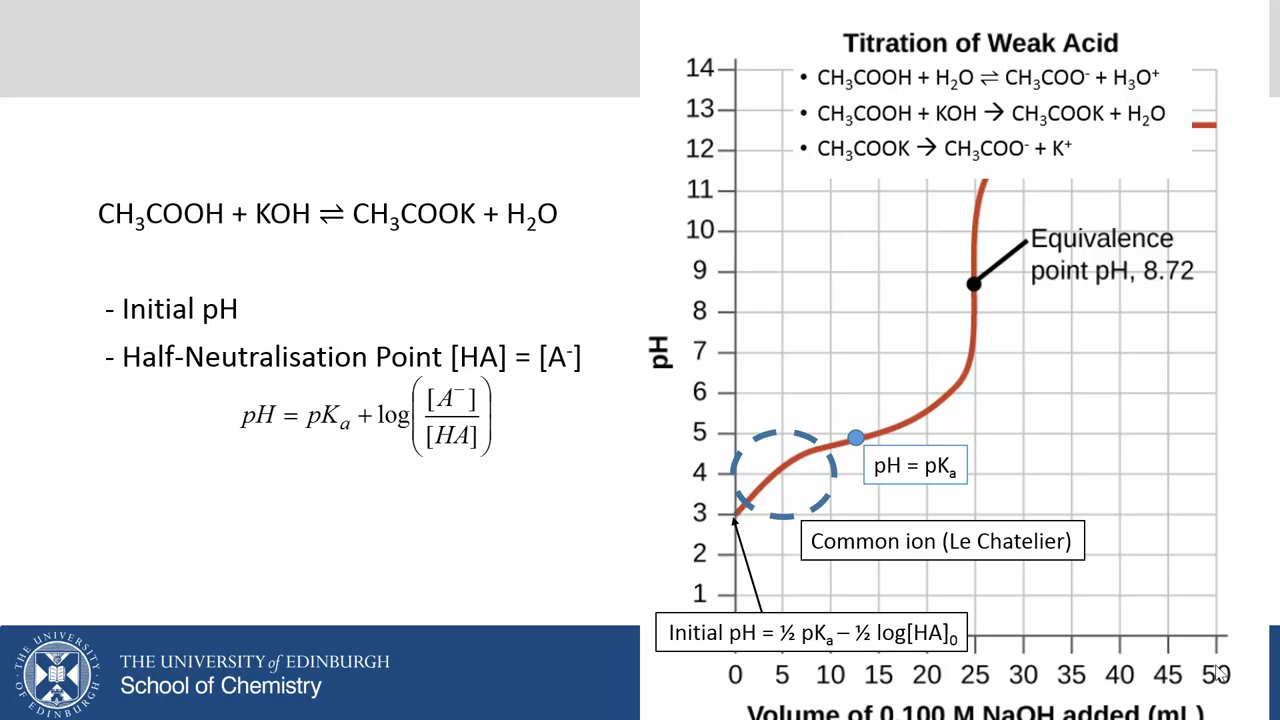 CH₃COOH + KOH ⇌ CH₃COOK + H₂O
- Initial pH
- Half-Neutralisation Point [HA] = [A⁻]
pH = pKₐ + log([A⁻]/[HA])
THE UNIVERSITY of EDINBURGH
School of Chemistry
THE UNIVERSITY OF EDINBURGH
Titration of Weak Acid
• CH₃COOH + H₂O ⇌ CH₃COO⁻ + H₃O⁺
• CH₃COOH + KOH → CH₃COOK + H₂O
• CH₃COOK → CH₃COO⁻ + K⁺
14
13
12
11
10
9
8
7
6
5
4
3
2
1
pH
Equivalence
point pH, 8.72
pH = pKₐ
Common ion (Le Chatelier)
Initial pH = ½ pKₐ – ½ log[HA]₀
0 5 10 15 20 25 30 35 40 45 50
Volume of 0.100 M NaOH added (mL)